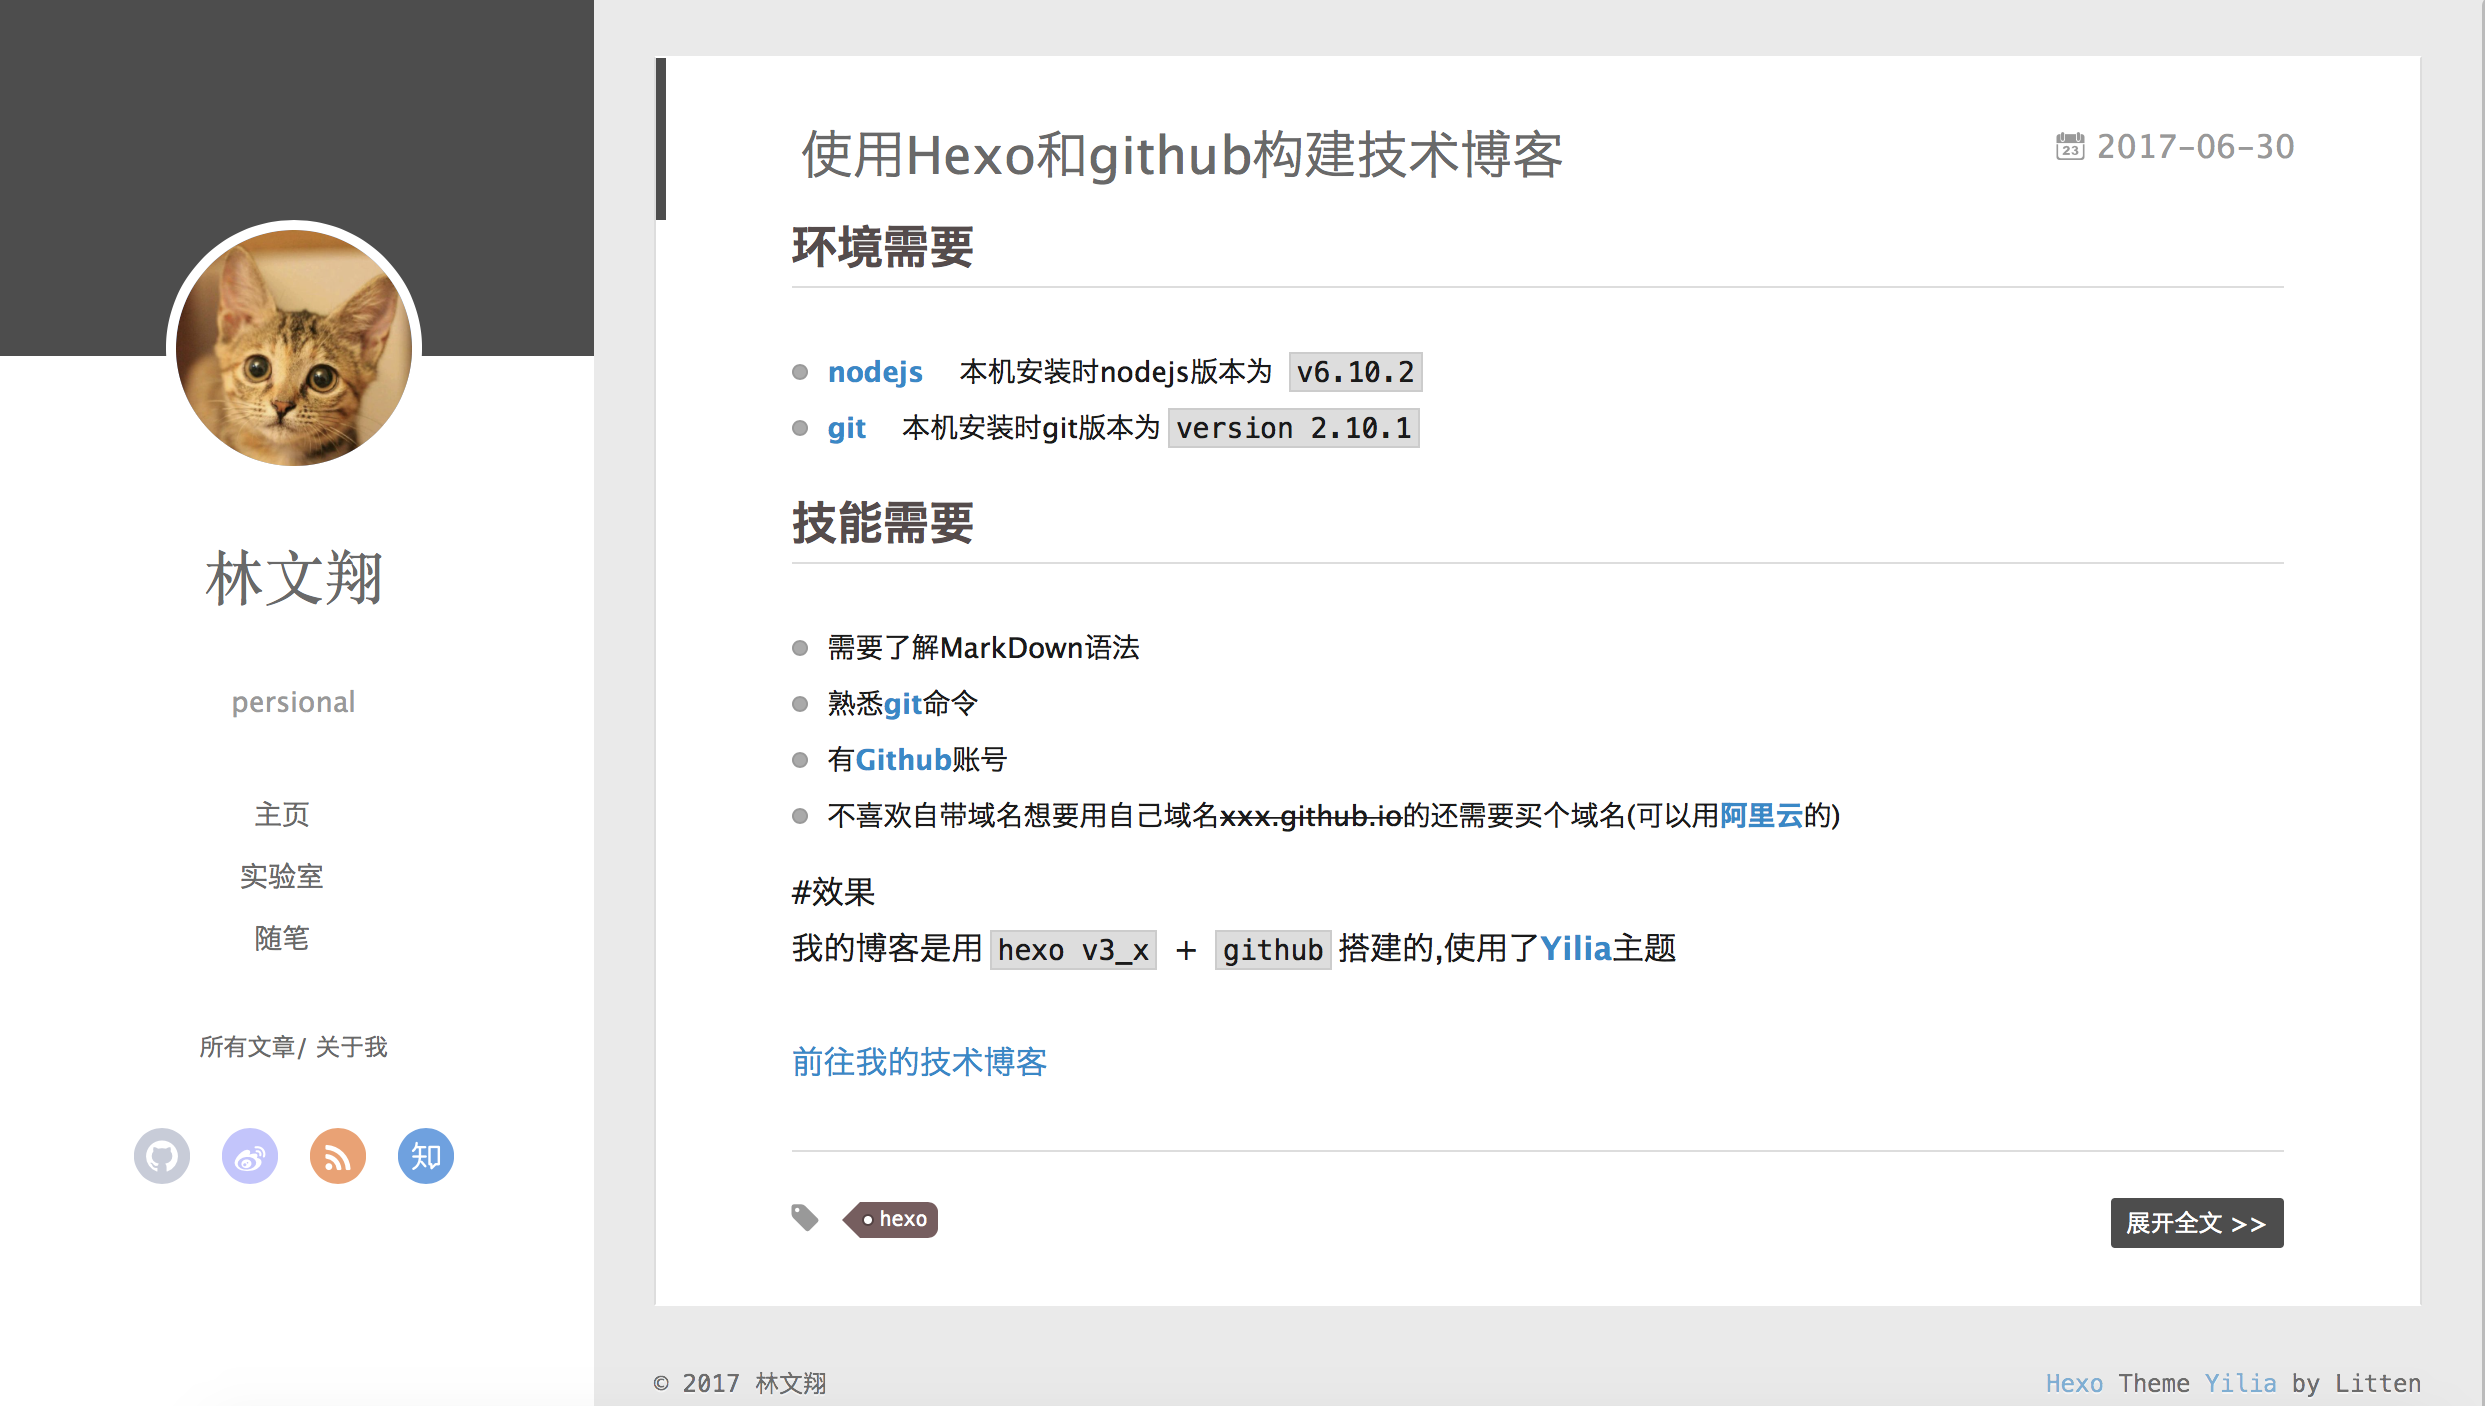 林文翔
persional
主页
实验室
随笔
所有文章/ 关于我
知
使用Hexo和github构建技术博客
23 2017-06-30
环境需要
nodejs 本机安装时nodejs版本为 v6.10.2
git 本机安装时git版本为 version 2.10.1
技能需要
需要了解MarkDown语法
熟悉git命令
有Github账号
不喜欢自带域名想要用自己域名xxx.github.io的还需要买个域名(可以用阿里云的)
#效果
我的博客是用 hexo v3_x + github 搭建的,使用了Yilia主题
前往我的技术博客
hexo
展开全文 >>
© 2017 林文翔
Hexo Theme Yilia by Litten